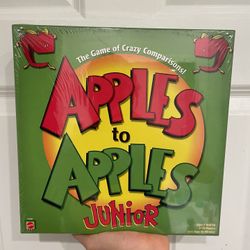 The Game of Crazy Comparisons!
APPLES
to
APPLES
JUNIOR